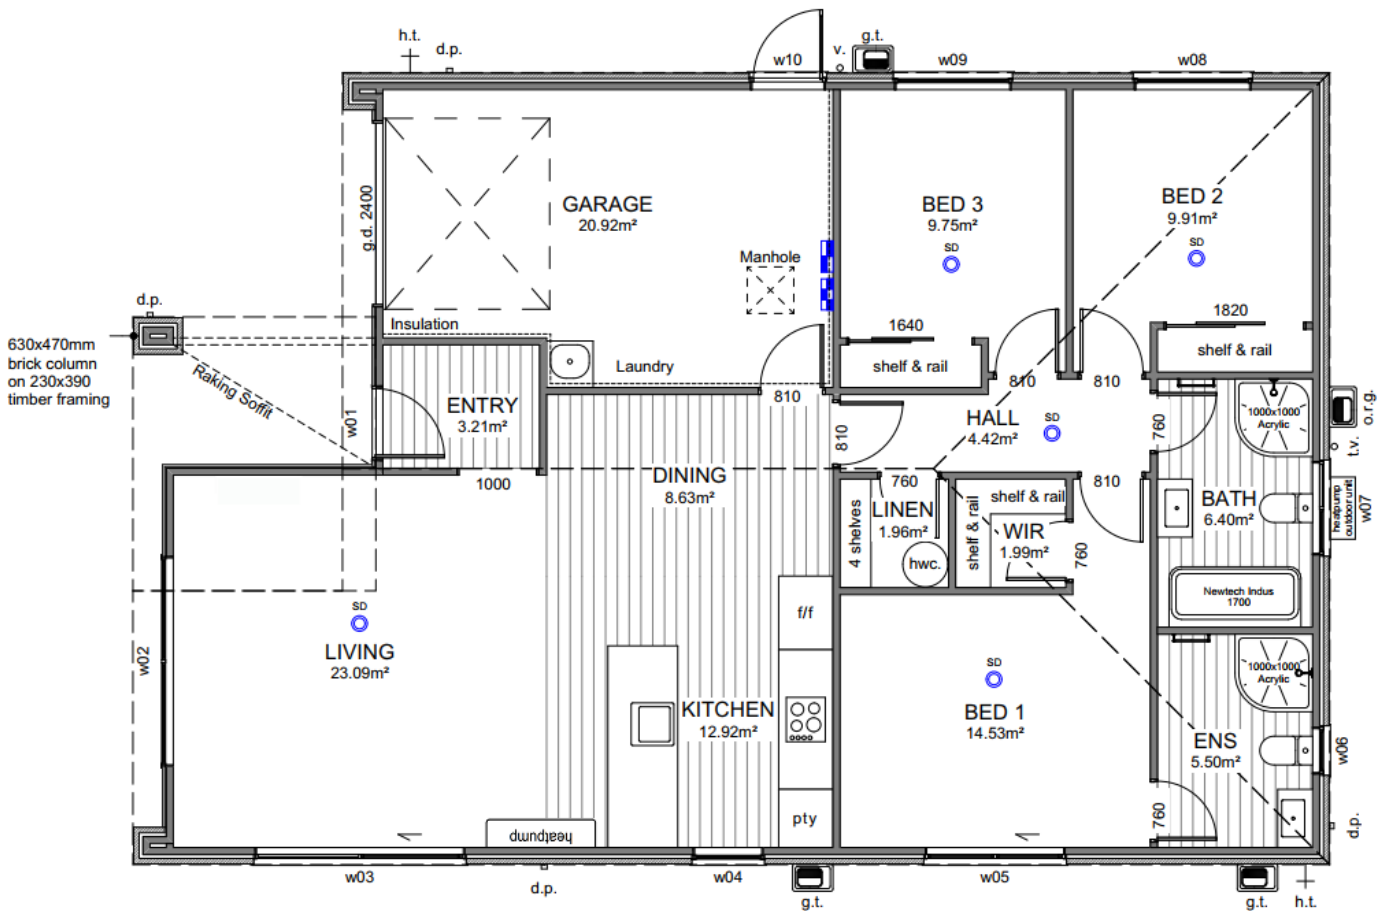 h.t.
d.p.
w10
v.
g.t.
w09
w08
GARAGE
20.92m²
g.d. 2400
BED 3
9.75m²
SD
BED 2
9.91m²
SD
Manhole
d.p.
630x470mm
brick column
on 230x390
timber framing
Raking Soffit
Insulation
Laundry
1640
shelf & rail
1820
shelf & rail
w01
ENTRY
3.21m²
810
810
810
810
HALL
4.42m²
SD
760
1000x1000
Acrylic
o.r.g.
t.v.
1000
DINING
8.63m²
760
810
4 shelves
LINEN
1.96m²
hwc.
shelf & rail
shelf & rail
WIR
1.99m²
760
BATH
6.40m²
heatpump
outdoor unit
w07
Newtech Indus
1700
w02
SD
LIVING
23.09m²
f/f
KITCHEN
12.92m²
pty
heatpump
SD
BED 1
14.53m²
1000x1000
Acrylic
ENS
5.50m²
w06
760
d.p.
w03
d.p.
w04
g.t.
w05
g.t.
h.t.